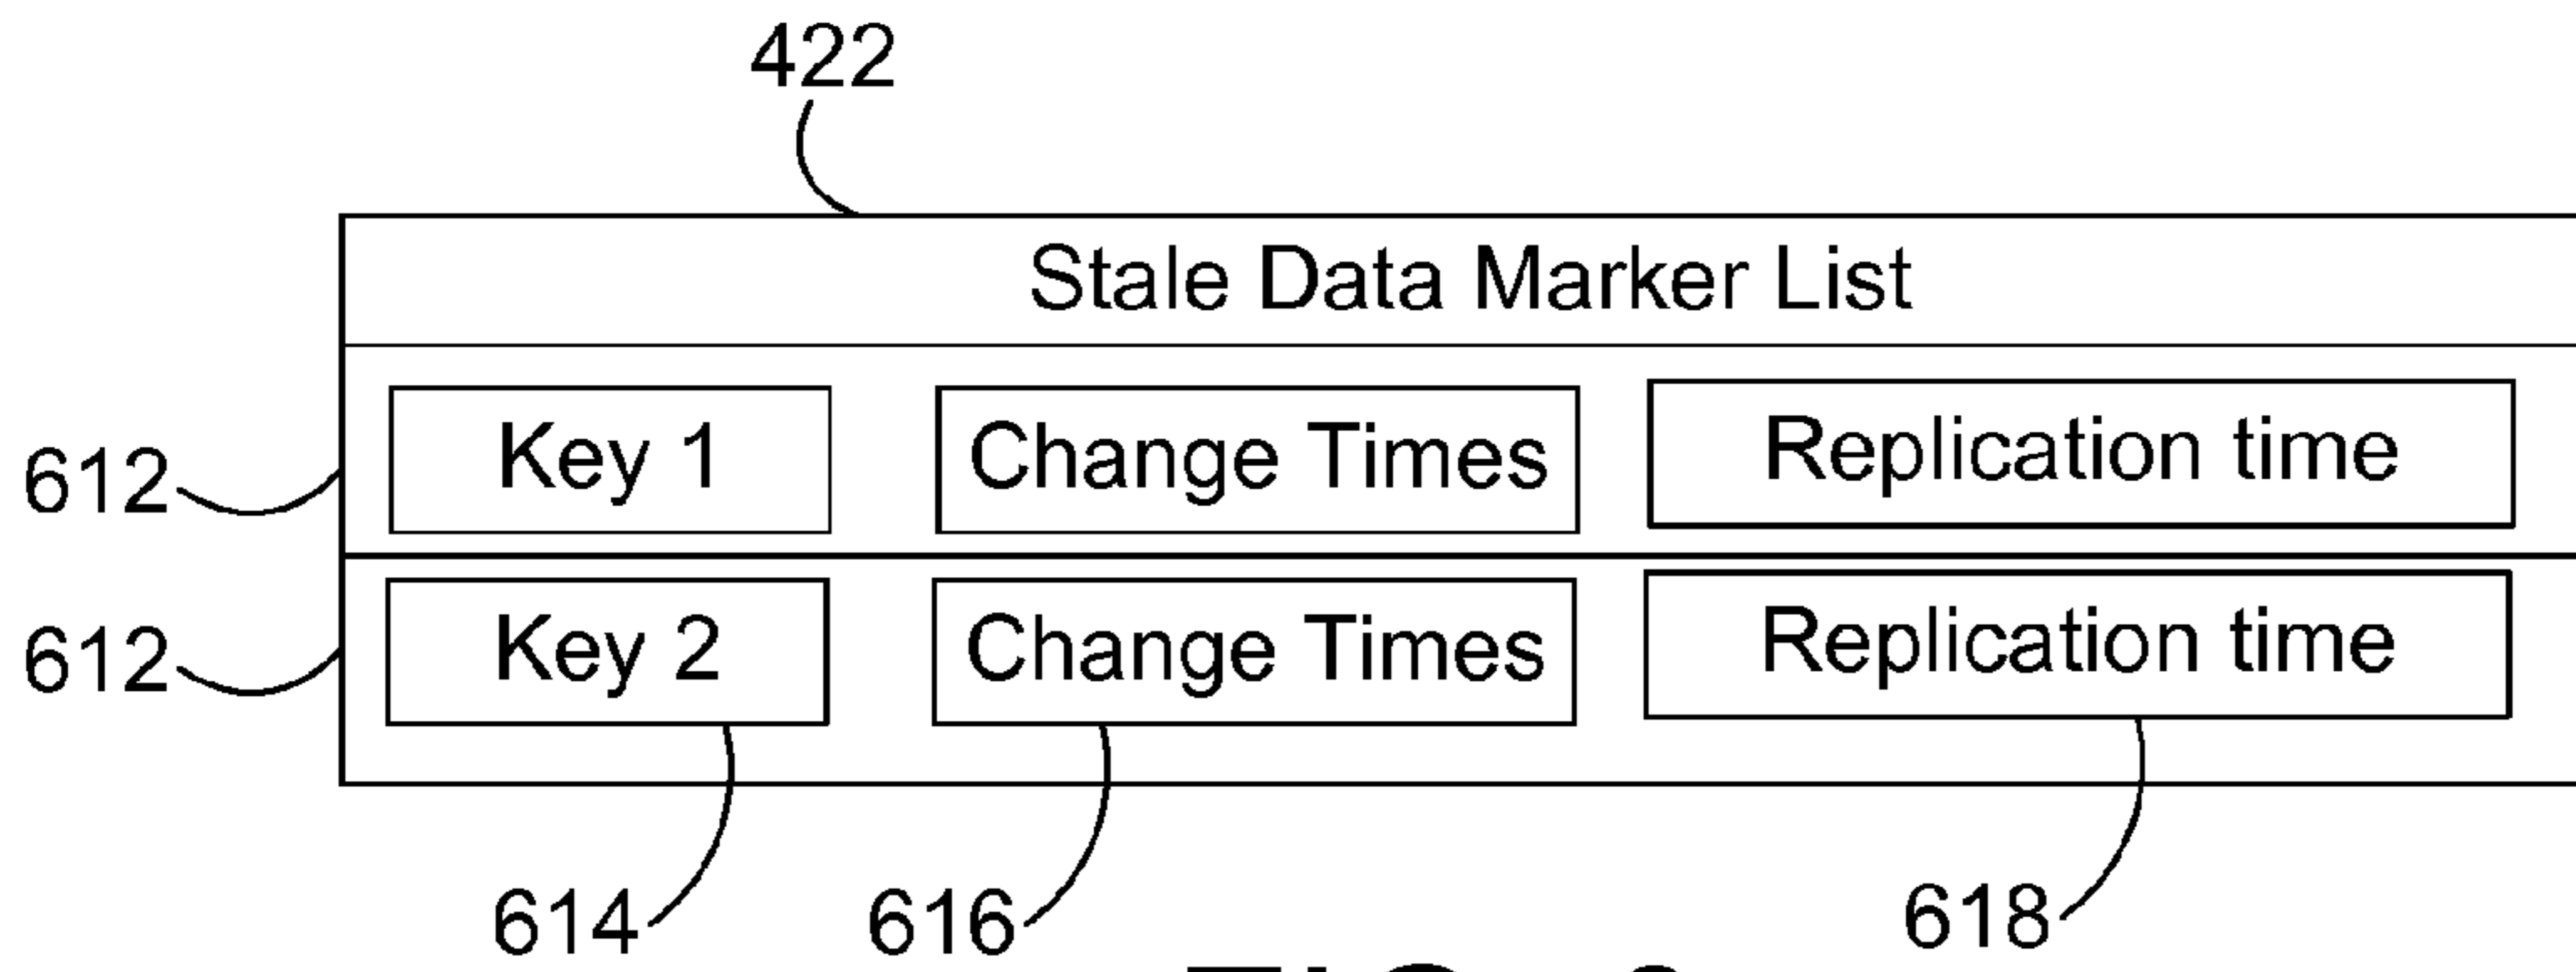 422
Stale Data Marker List
612 Key 1 Change Times Replication time
612 Key 2 Change Times Replication time
614 616 618